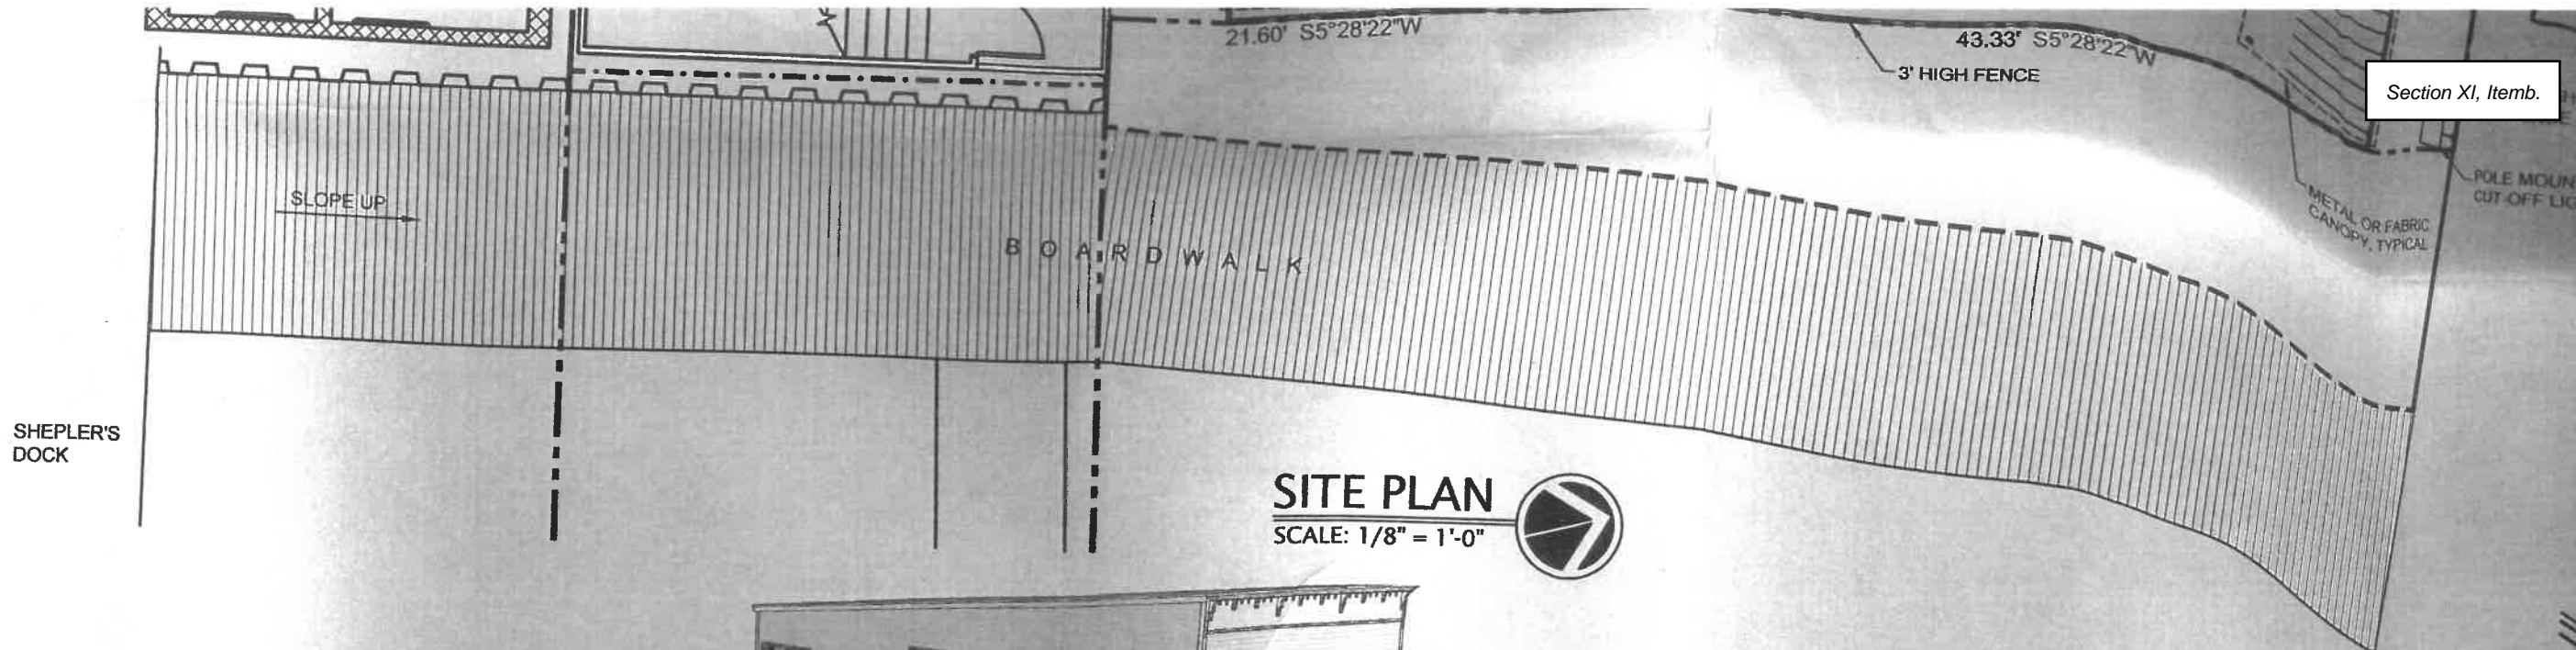 21.60' S5°28'22"W
43.33' S5°28'22"W
3' HIGH FENCE
Section XI, Itemb.
POLE MOUN
CUT-OFF LIG
METAL OR FABRIC
CANOPY, TYPICAL
SLOPE UP
BOARDWALK
SHEPLER'S
DOCK
SITE PLAN
SCALE: 1/8" = 1'-0"